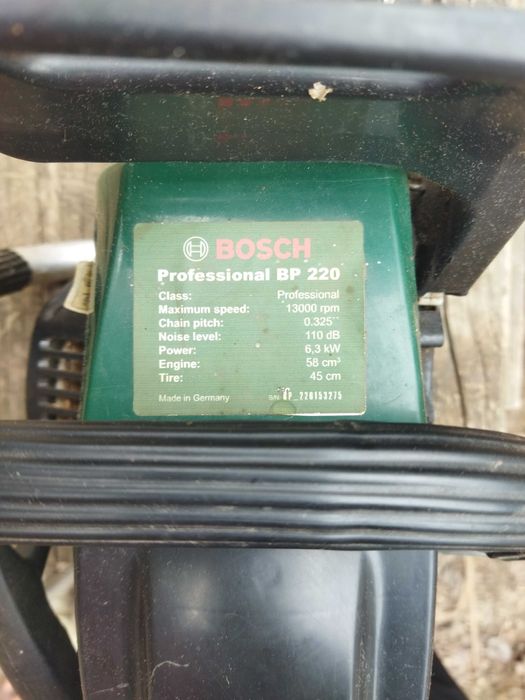 BOSCH
Professional BP 220
Class: Professional
Maximum speed: 13000 rpm
Chain pitch: 0.325¨
Noise level: 110 dB
Power: 6,3 kW
Engine: 58 cm³
Tire: 45 cm
Made in Germany S/N: BP_220153275